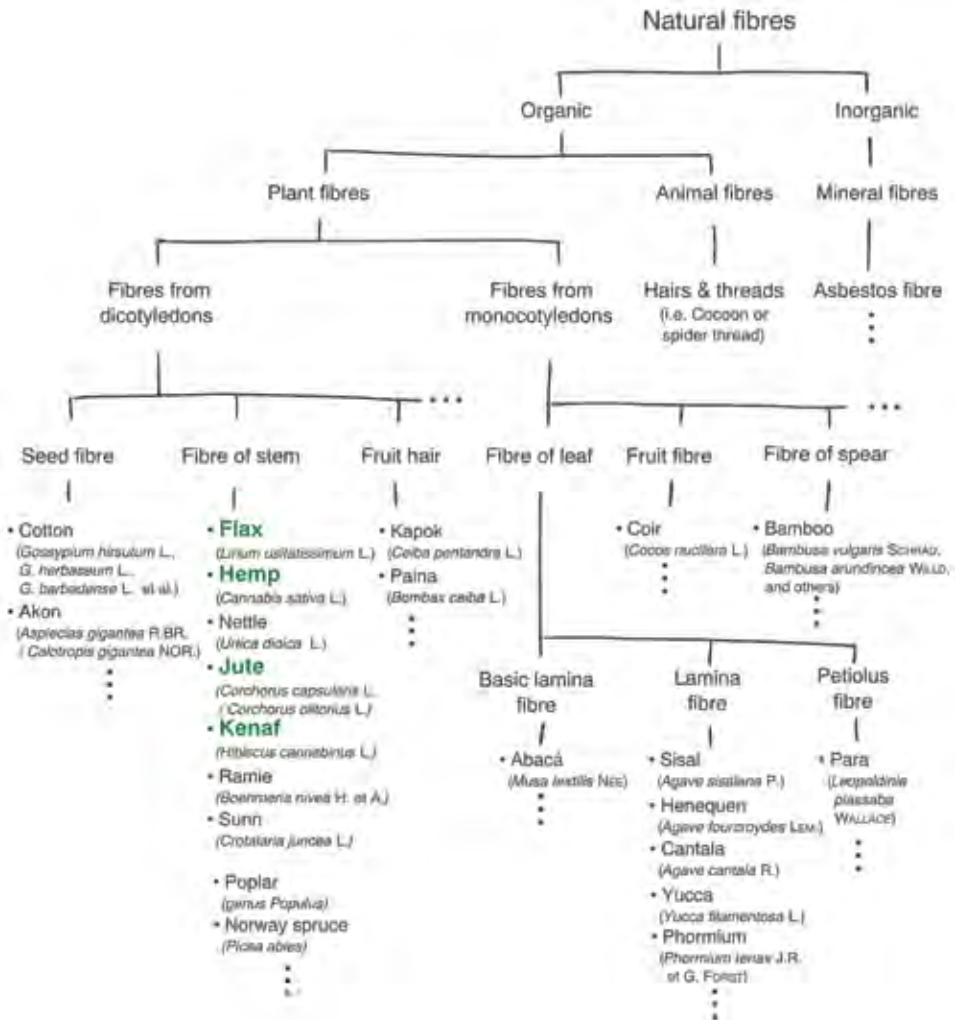 Natural fibres
Organic
Inorganic
Plant fibres
Animal fibres
Mineral fibres
Fibres from
dicotyledons
Fibres from
monocotyledons
Hairs & threads
(i.e. Cocoon or
spider thread)
Asbestos fibre
Seed fibre
Fibre of stem
Fruit hair
Fibre of leaf
Fruit fibre
Fibre of spear
• Cotton
(Gossypium hirsutum L.,
G. herbaseum L.,
G. barbadense L. et al.)
• Akon
(Asplecias gigantea R.BR.
/ Calotropis gigantea NOR.)
• Flax
(Linum usitatissimum L.)
• Hemp
(Cannabis sativa L.)
• Nettle
(Urtica dioica L.)
• Jute
(Corchorus capsularis L.
/ Corchorus olitorius L.)
• Kenaf
(Hibiscus cannabinus L.)
• Ramie
(Boehmeria nivea H. et A.)
• Sunn
(Crotalaria juncea L.)
• Poplar
(genus Populus)
• Norway spruce
(Picea abies)
• Kapok
(Ceiba pentandra L.)
• Paina
(Bombax ceiba L.)
• Coir
(Cocos nucifera L.)
• Bamboo
(Bambusa vulgaris SCHRAD,
Bambusa arundincea WILLD,
and others)
Basic lamina
fibre
Lamina
fibre
Petiolus
fibre
• Abacá
(Musa textilis NEE)
• Sisal
(Agave sisalana P.)
• Henequen
(Agave fourcroydes LEM.)
• Cantala
(Agave cantala R.)
• Yucca
(Yucca filamentosa L.)
• Phormium
(Phormium tenax J.R.
et G. FORST)
• Para
(Leopoldinia
piassaba
WALLACE)